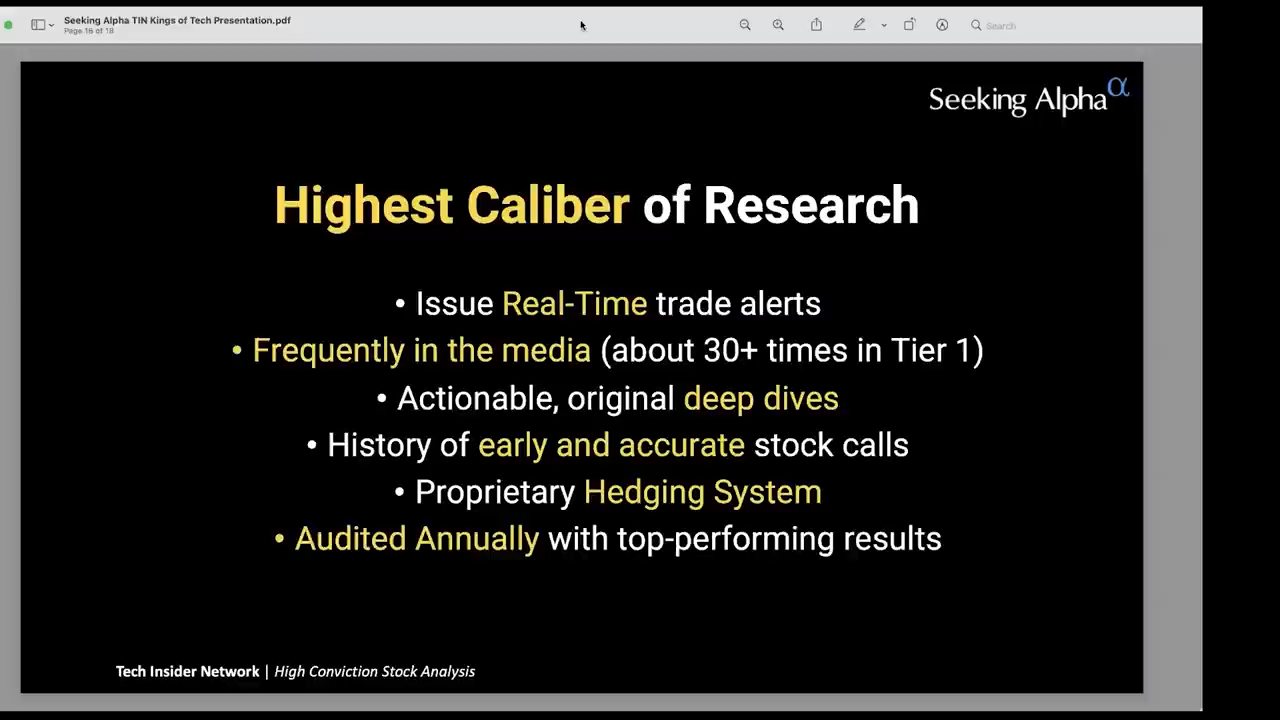 Seeking Alpha TIN Kings of Tech Presentation.pdf
Page 16 of 18
Search
Seeking Alpha α
Highest Caliber of Research
• Issue Real-Time trade alerts
• Frequently in the media (about 30+ times in Tier 1)
• Actionable, original deep dives
• History of early and accurate stock calls
• Proprietary Hedging System
• Audited Annually with top-performing results
Tech Insider Network | High Conviction Stock Analysis